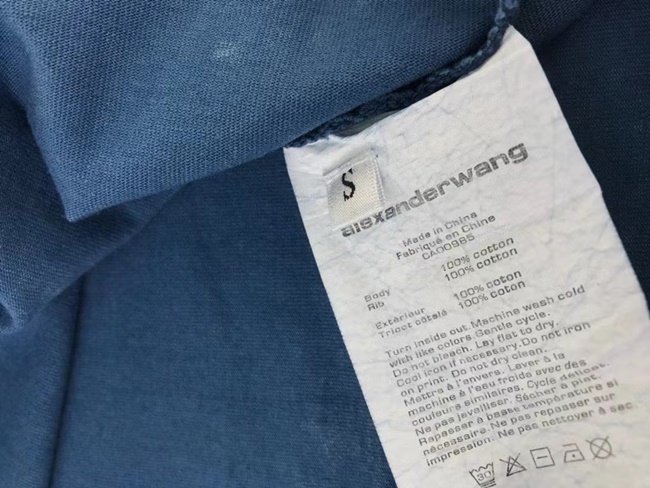 S
alexanderwang
Made in China
Fabriqué en Chine
CA00985
Body 100% cotton
Rib 100% cotton
Extérieur 100% coton
Tricot côtelé 100% coton
Turn inside out. Machine wash cold
with like colors. Gentle cycle.
Do not bleach. Lay flat to dry.
Cool icon if necessary. Do not iron
on print. Do not dry clean.
Mettre à l'anvers. Laver à la
machine à l'eau froide avec des
couleurs similaires. Cycle délicat.
Ne pas javalliser. Sécher à plat.
Repasser à basse température si
nécessaire. Ne pas repasser sur
impression. Ne pas nettoyer à sec.
30